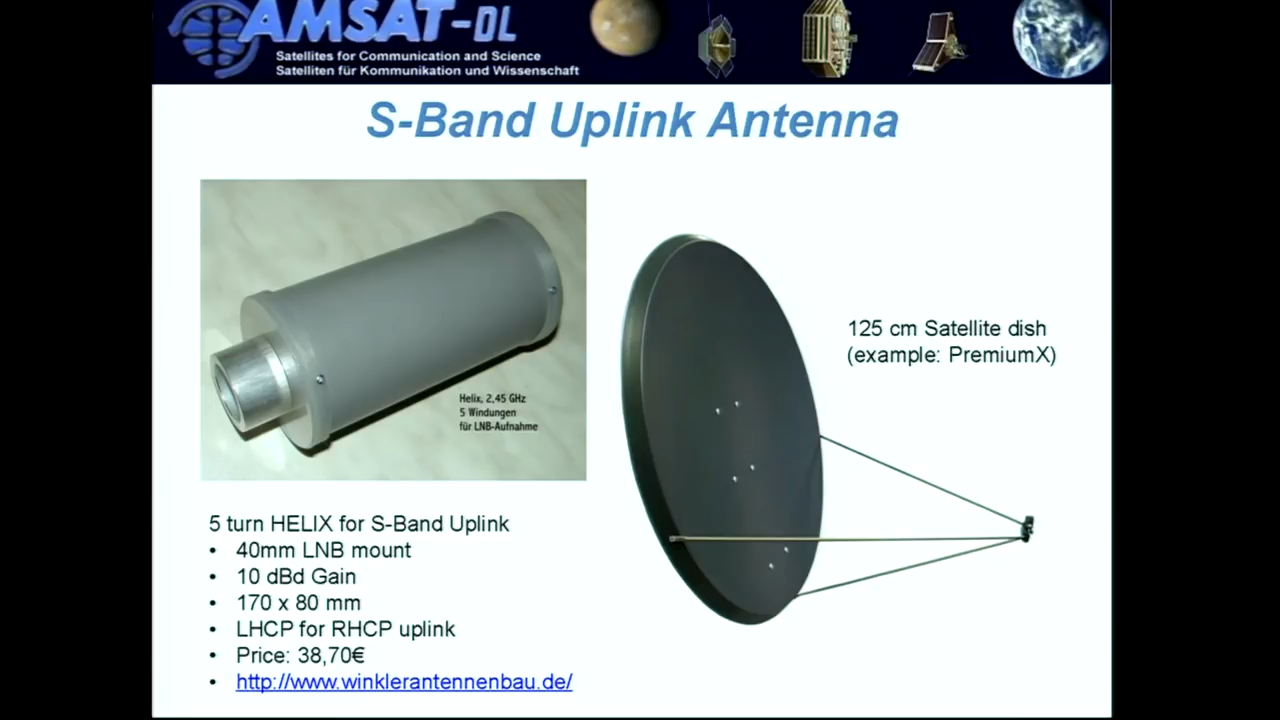 AMSAT-DL
Satellites for Communication and Science
Satelliten für Kommunikation und Wissenschaft
S-Band Uplink Antenna
Helix, 2,45 GHz
5 Windungen
für LNB-Aufnahme
125 cm Satellite dish
(example: PremiumX)
5 turn HELIX for S-Band Uplink
• 40mm LNB mount
• 10 dBd Gain
• 170 x 80 mm
• LHCP for RHCP uplink
• Price: 38,70€
• http://www.winklerantennenbau.de/